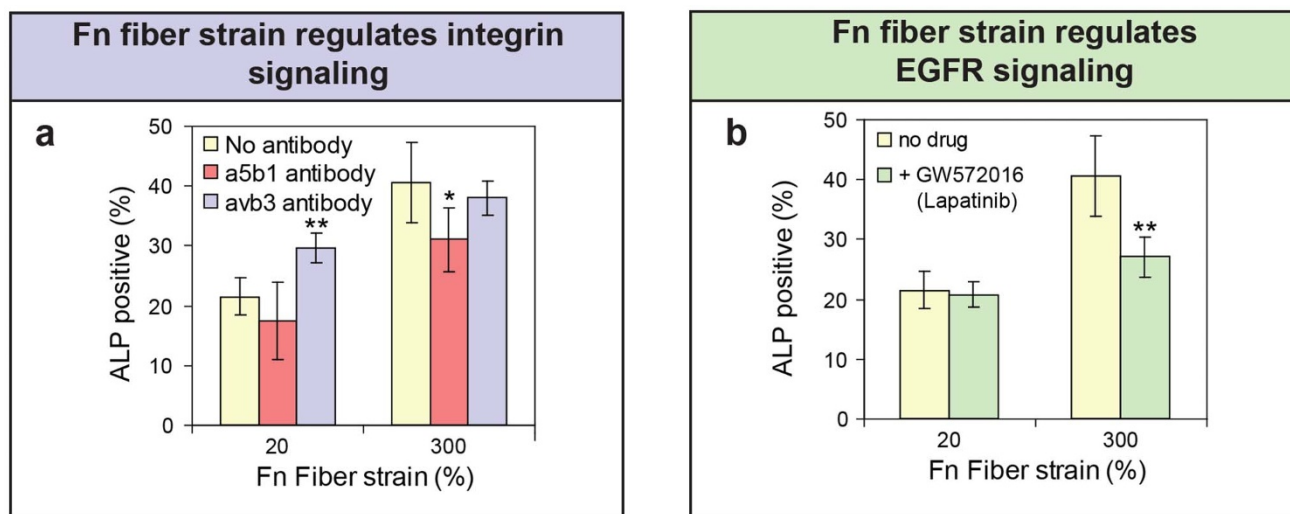 Fn fiber strain regulates integrin
signaling
a
50
40
30
20
10
0
ALP positive (%)
No antibody
a5b1 antibody
avb3 antibody
**
*
20
300
Fn Fiber strain (%)
Fn fiber strain regulates
EGFR signaling
b
50
40
30
20
10
0
ALP positive (%)
no drug
+ GW572016
(Lapatinib)
**
20
300
Fn Fiber strain (%)